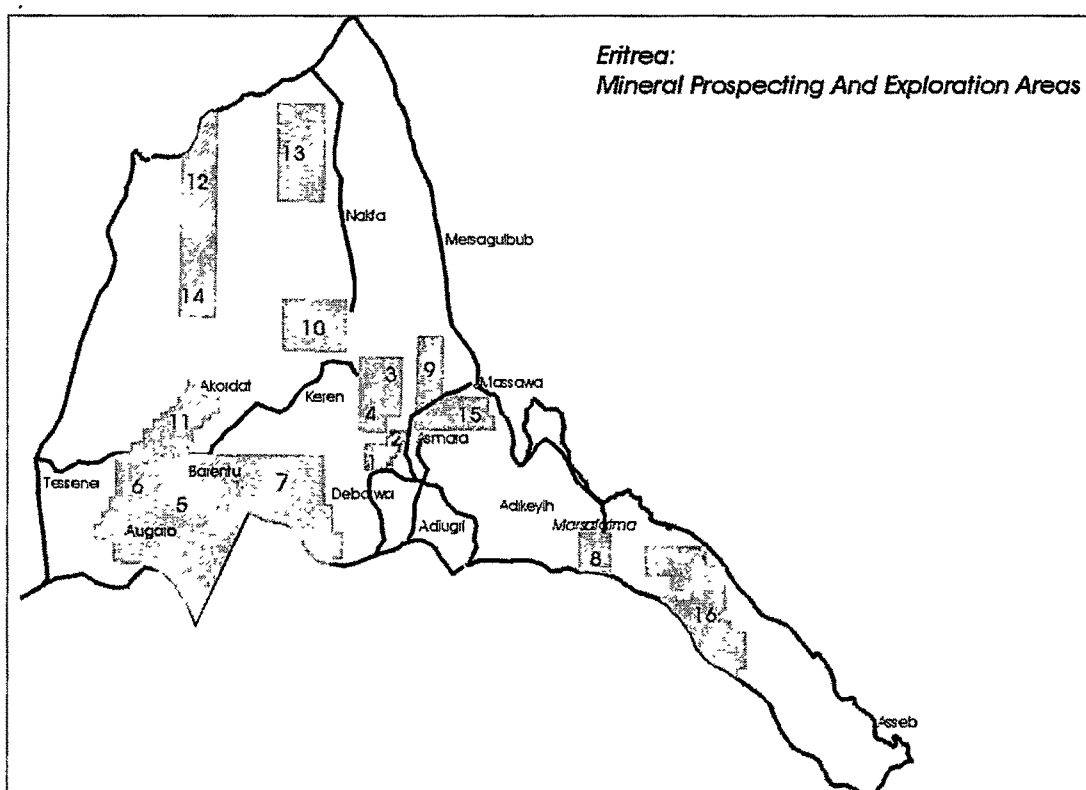 Eritrea:
Mineral Prospecting And Exploration Areas
13
12
Nakfa
Mersagulbub
14
10
3
9
Massawa
Akordat
Keren
4
15
11
2
Asmara
1
Tessenei
6
Barentu
7
Debarwa
5
Adikeyih
Augaro
Adiugri
Marsafatma
8
16
Asseb